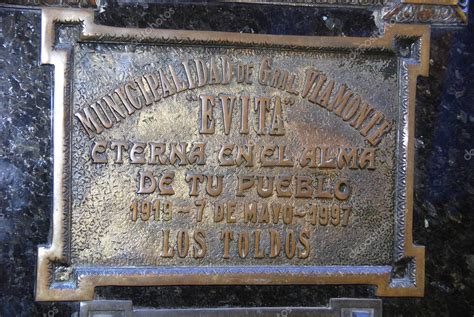 MUNICIPALIDAD DE GRAL VIAMONTE
"EVITA"
ETERNA EN EL ALMA
DE TU PUEBLO
1919-7 DE MAYO-1997
LOS TOLDOS